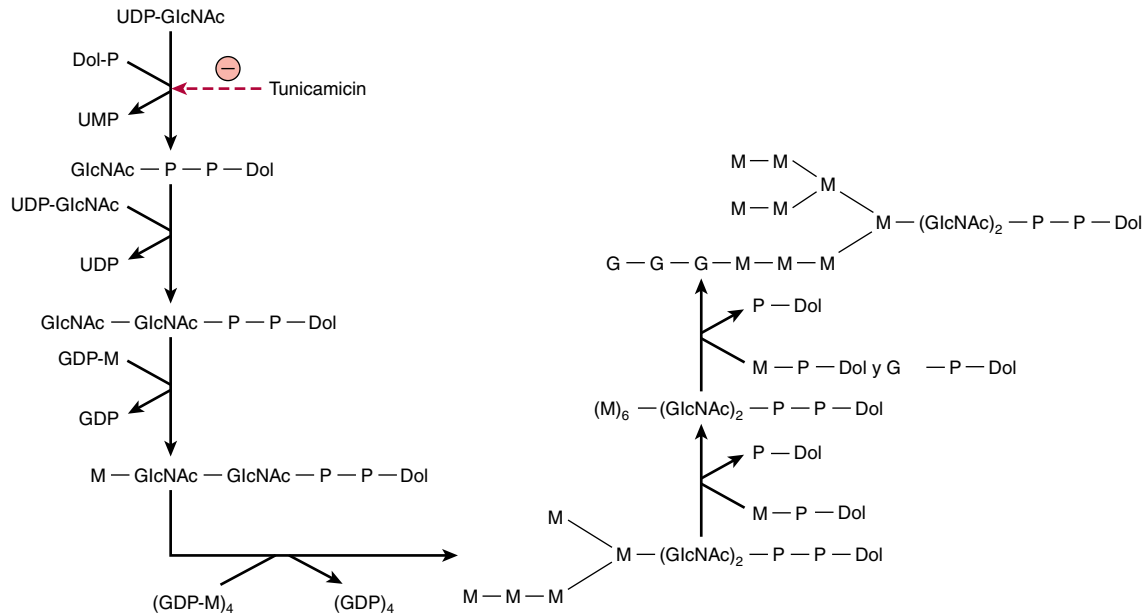 UDP-GlcNAc
Dol-P
−
Tunicamicin
UMP
GlcNAc — P — P — Dol
UDP-GlcNAc
UDP
GlcNAc — GlcNAc — P — P — Dol
GDP-M
GDP
M — GlcNAc — GlcNAc — P — P — Dol
(GDP-M)4
(GDP)4
M
M — (GlcNAc)2 — P — P — Dol
M — M — M
M — P — Dol
P — Dol
(M)6 — (GlcNAc)2 — P — P — Dol
M — P — Dol y G — P — Dol
P — Dol
M — M
M
M — M
M — (GlcNAc)2 — P — P — Dol
G — G — G — M — M — M